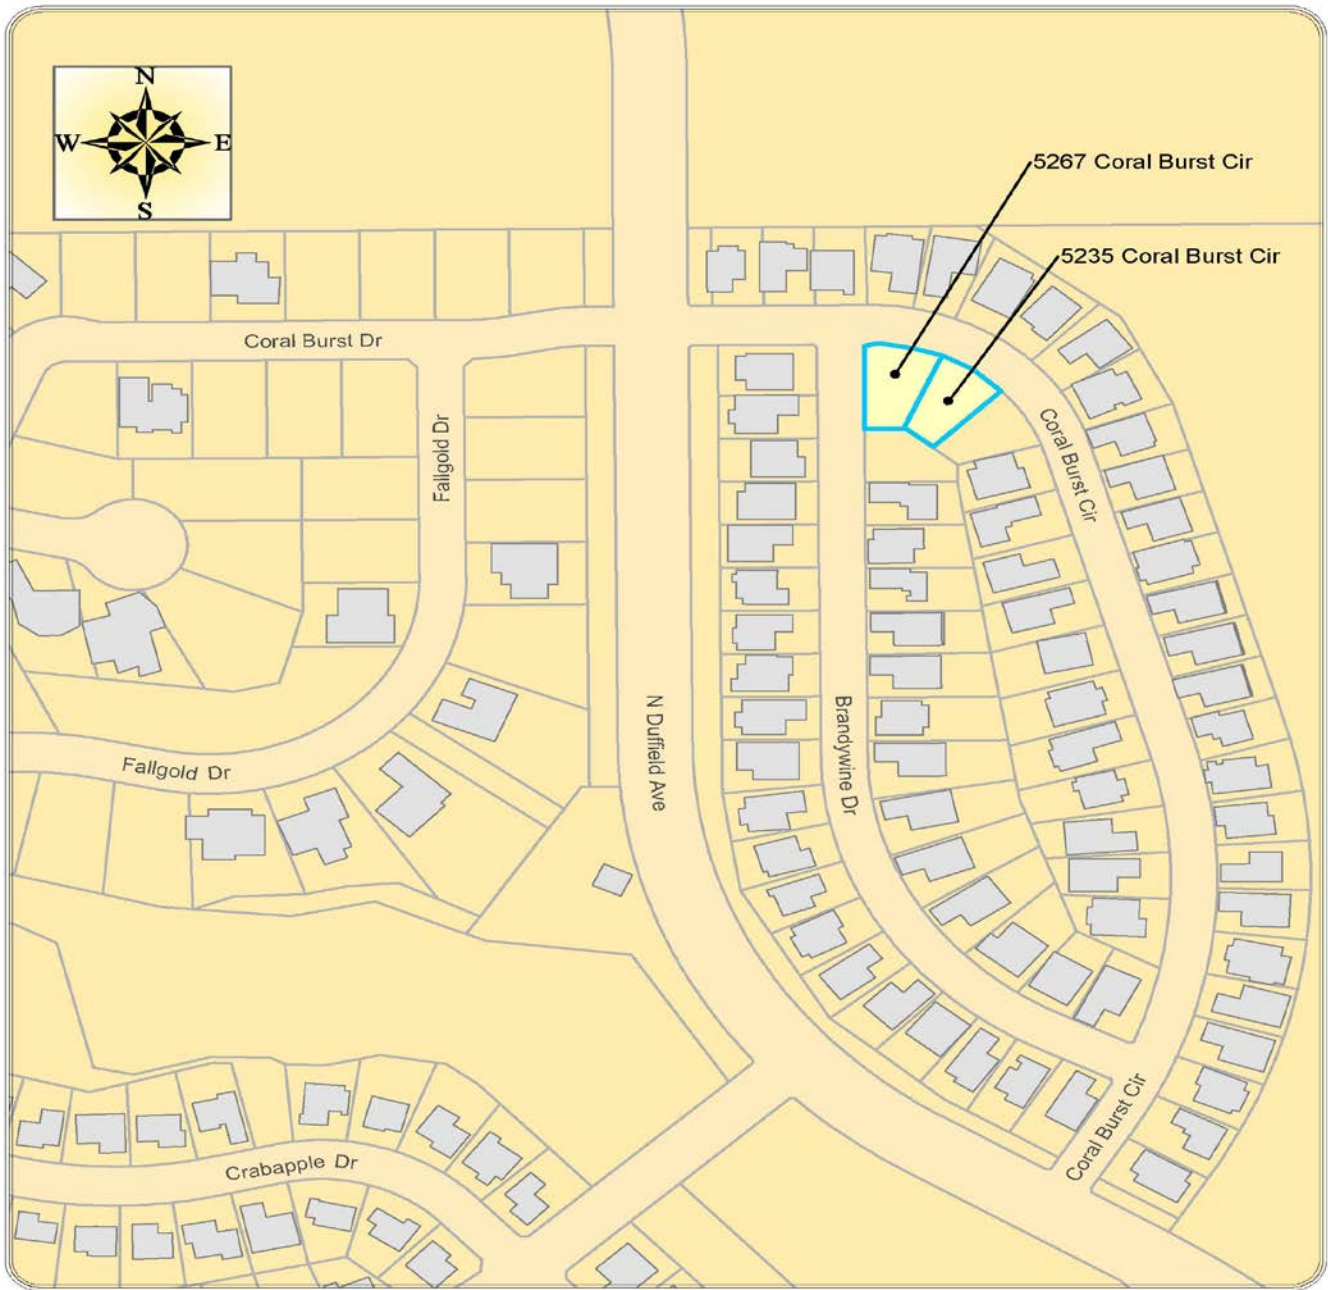 N
W E
S
5267 Coral Burst Cir
5235 Coral Burst Cir
Coral Burst Dr
Fallgold Dr
Coral Burst Cir
N Duffield Ave
Brandywine Dr
Fallgold Dr
Coral Burst Cir
Crabapple Dr